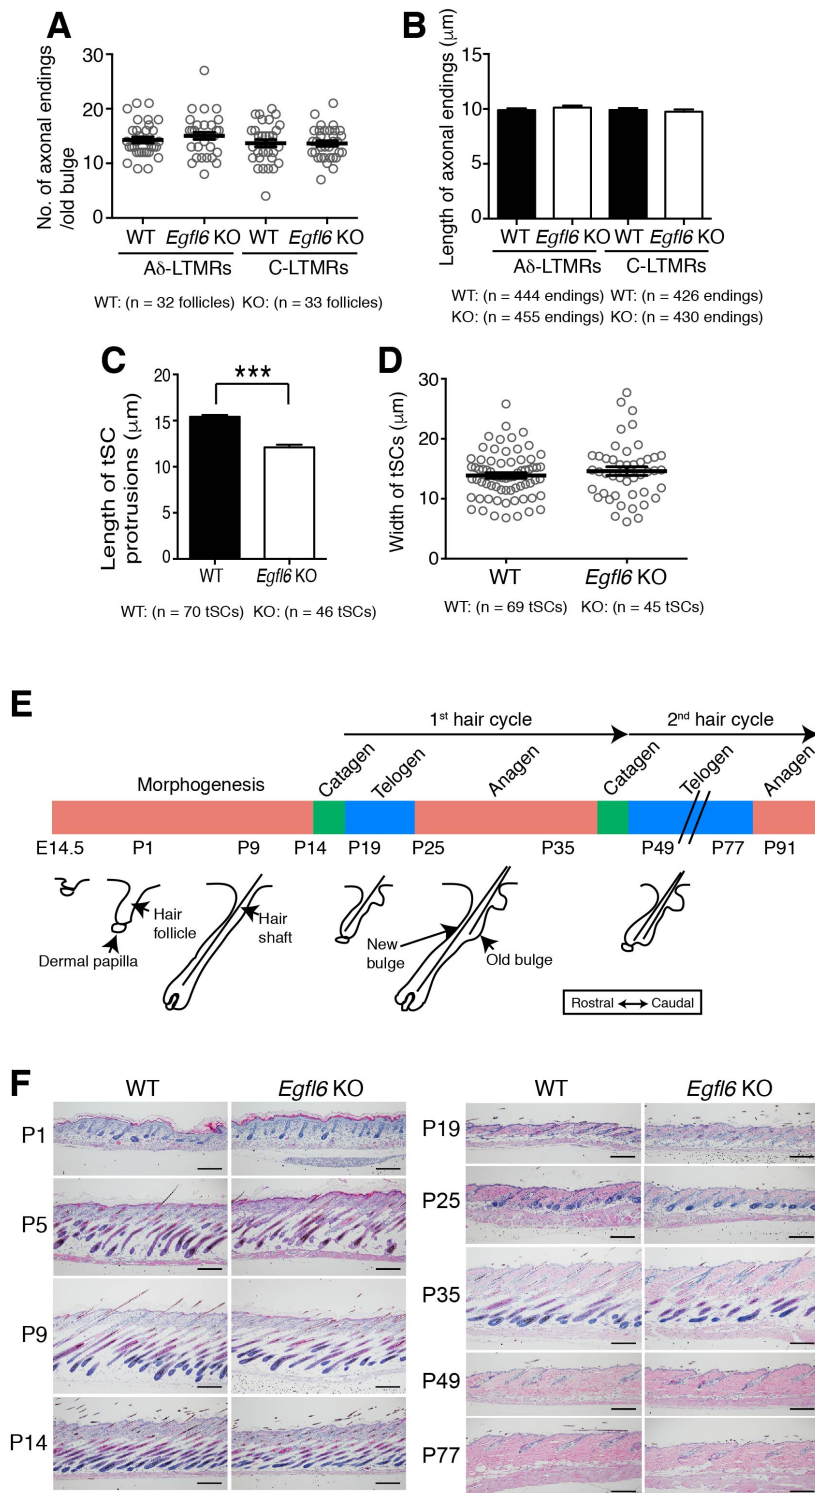 A
No. of axonal endings
/old bulge
30
20
10
0
WT Egfl6 KO WT Egfl6 KO
Aδ-LTMRs C-LTMRs
WT: (n = 32 follicles) KO: (n = 33 follicles)
B
Length of axonal endings (μm)
15
10
5
0
WT Egfl6 KO WT Egfl6 KO
Aδ-LTMRs C-LTMRs
WT: (n = 444 endings) WT: (n = 426 endings)
KO: (n = 455 endings) KO: (n = 430 endings)
C
Length of tSC
protrusions (μm)
20
15
10
5
0
***
WT Egfl6 KO
WT: (n = 70 tSCs) KO: (n = 46 tSCs)
D
Width of tSCs (μm)
30
20
10
0
WT Egfl6 KO
WT: (n = 69 tSCs) KO: (n = 45 tSCs)
E
1st hair cycle 2nd hair cycle
Morphogenesis Catagen Telogen Anagen Catagen Telogen Anagen
E14.5 P1 P9 P14 P19 P25 P35 P49 P77 P91
Hair
follicle
Dermal papilla
Hair
shaft
New
bulge
Old bulge
Rostral Caudal
F
WT Egfl6 KO
P1
P5
P9
P14
WT Egfl6 KO
P19
P25
P35
P49
P77